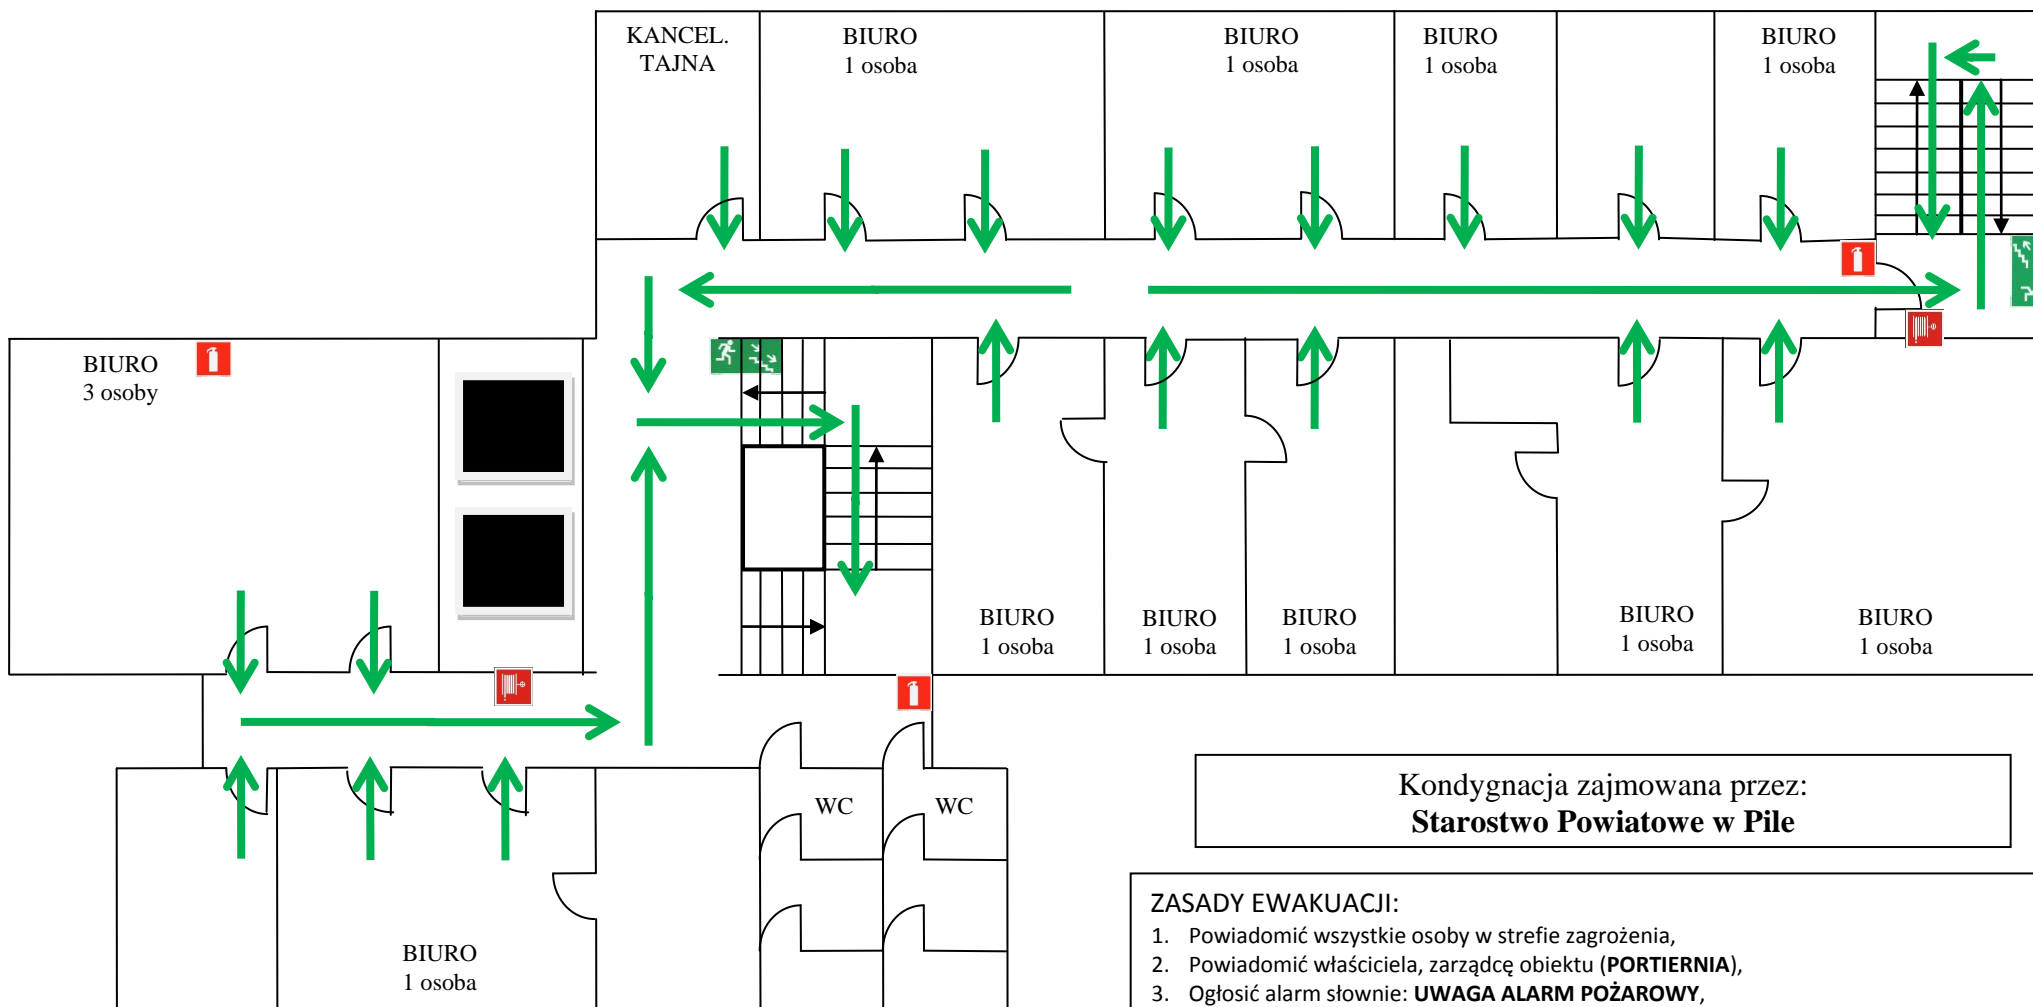 KANCEL.
TAJNA
BIURO
1 osoba
BIURO
1 osoba
BIURO
1 osoba
BIURO
1 osoba
BIURO
3 osoby
BIURO
1 osoba
BIURO
1 osoba
BIURO
1 osoba
BIURO
1 osoba
BIURO
1 osoba
WC
WC
BIURO
1 osoba
Kondygnacja zajmowana przez:
Starostwo Powiatowe w Pile
ZASADY EWAKUACJI:
1. Powiadomić wszystkie osoby w strefie zagrożenia,
2. Powiadomić właściciela, zarządcę obiektu (PORTIERNIA),
3. Ogłosić alarm słownie: UWAGA ALARM POŻAROWY,